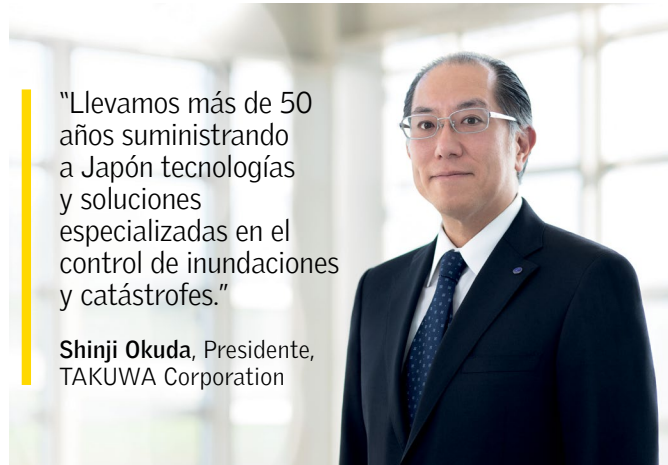 “Llevamos más de 50
años suministrando
a Japón tecnologías
y soluciones
especializadas en el
control de inundaciones
y catástrofes.”
Shinji Okuda, Presidente,
TAKUWA Corporation